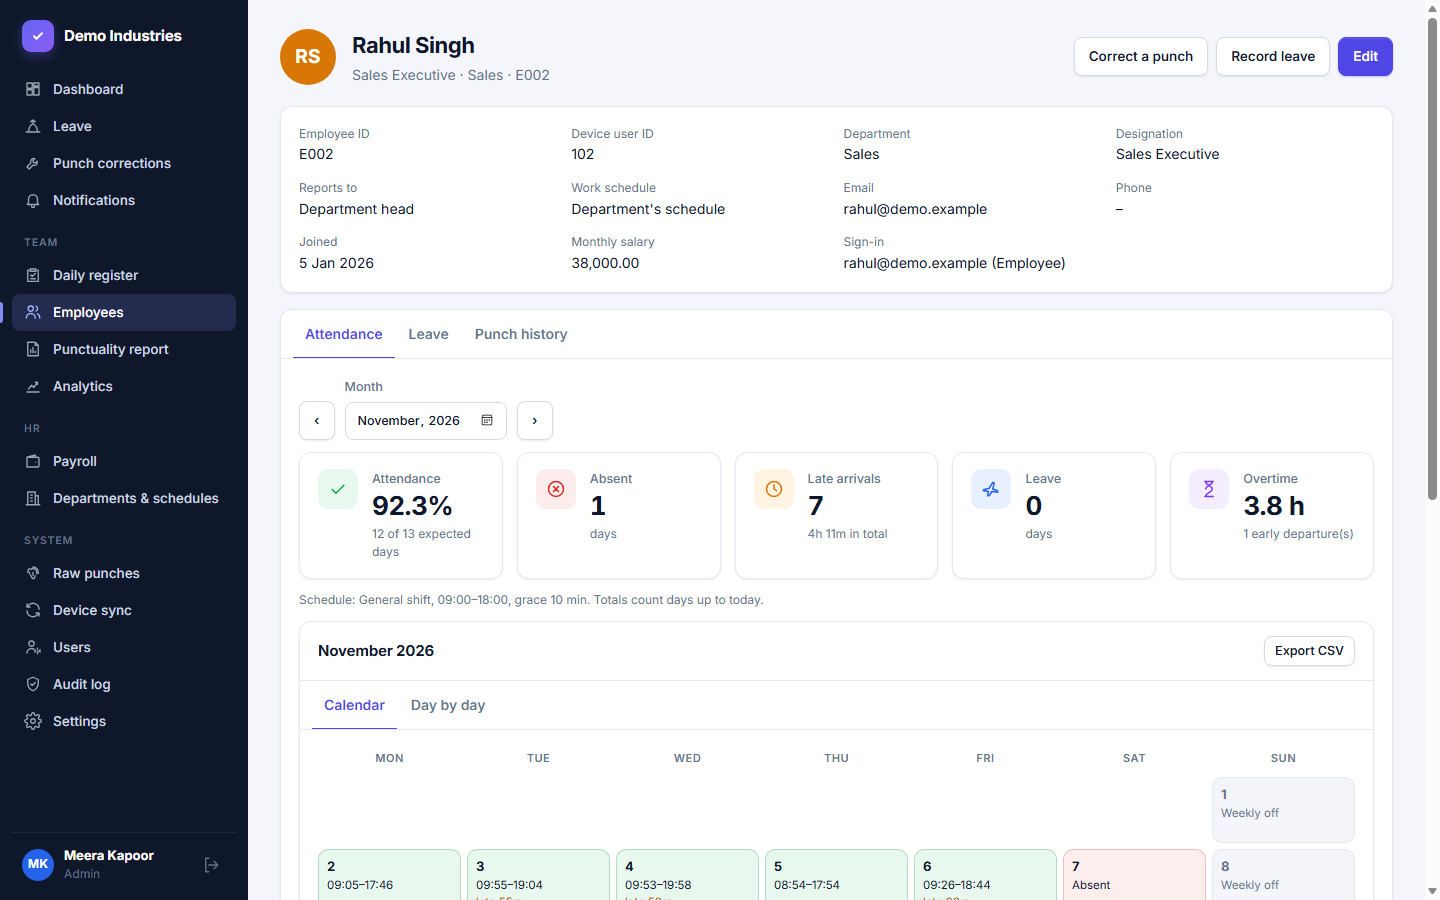 Demo Industries
Dashboard
Leave
Punch corrections
Notifications
TEAM
Daily register
Employees
Punctuality report
Analytics
HR
Payroll
Departments & schedules
SYSTEM
Raw punches
Device sync
Users
Audit log
Settings
MK
Meera Kapoor
Admin
RS
Rahul Singh
Sales Executive · Sales · E002
Correct a punch
Record leave
Edit
Employee ID
E002
Device user ID
102
Department
Sales
Designation
Sales Executive
Reports to
Department head
Work schedule
Department's schedule
Email
rahul@demo.example
Phone
–
Joined
5 Jan 2026
Monthly salary
38,000.00
Sign-in
rahul@demo.example (Employee)
Attendance
Leave
Punch history
Month
‹
November, 2026
›
Attendance
92.3%
12 of 13 expected
days
Absent
1
days
Late arrivals
7
4h 11m in total
Leave
0
days
Overtime
3.8 h
1 early departure(s)
Schedule: General shift, 09:00–18:00, grace 10 min. Totals count days up to today.
November 2026
Export CSV
Calendar
Day by day
MON TUE WED THU FRI SAT SUN
1
Weekly off
2
09:05–17:46
3
09:55–19:04
4
09:53–19:58
5
08:54–17:54
6
09:26–18:44
7
Absent
8
Weekly off